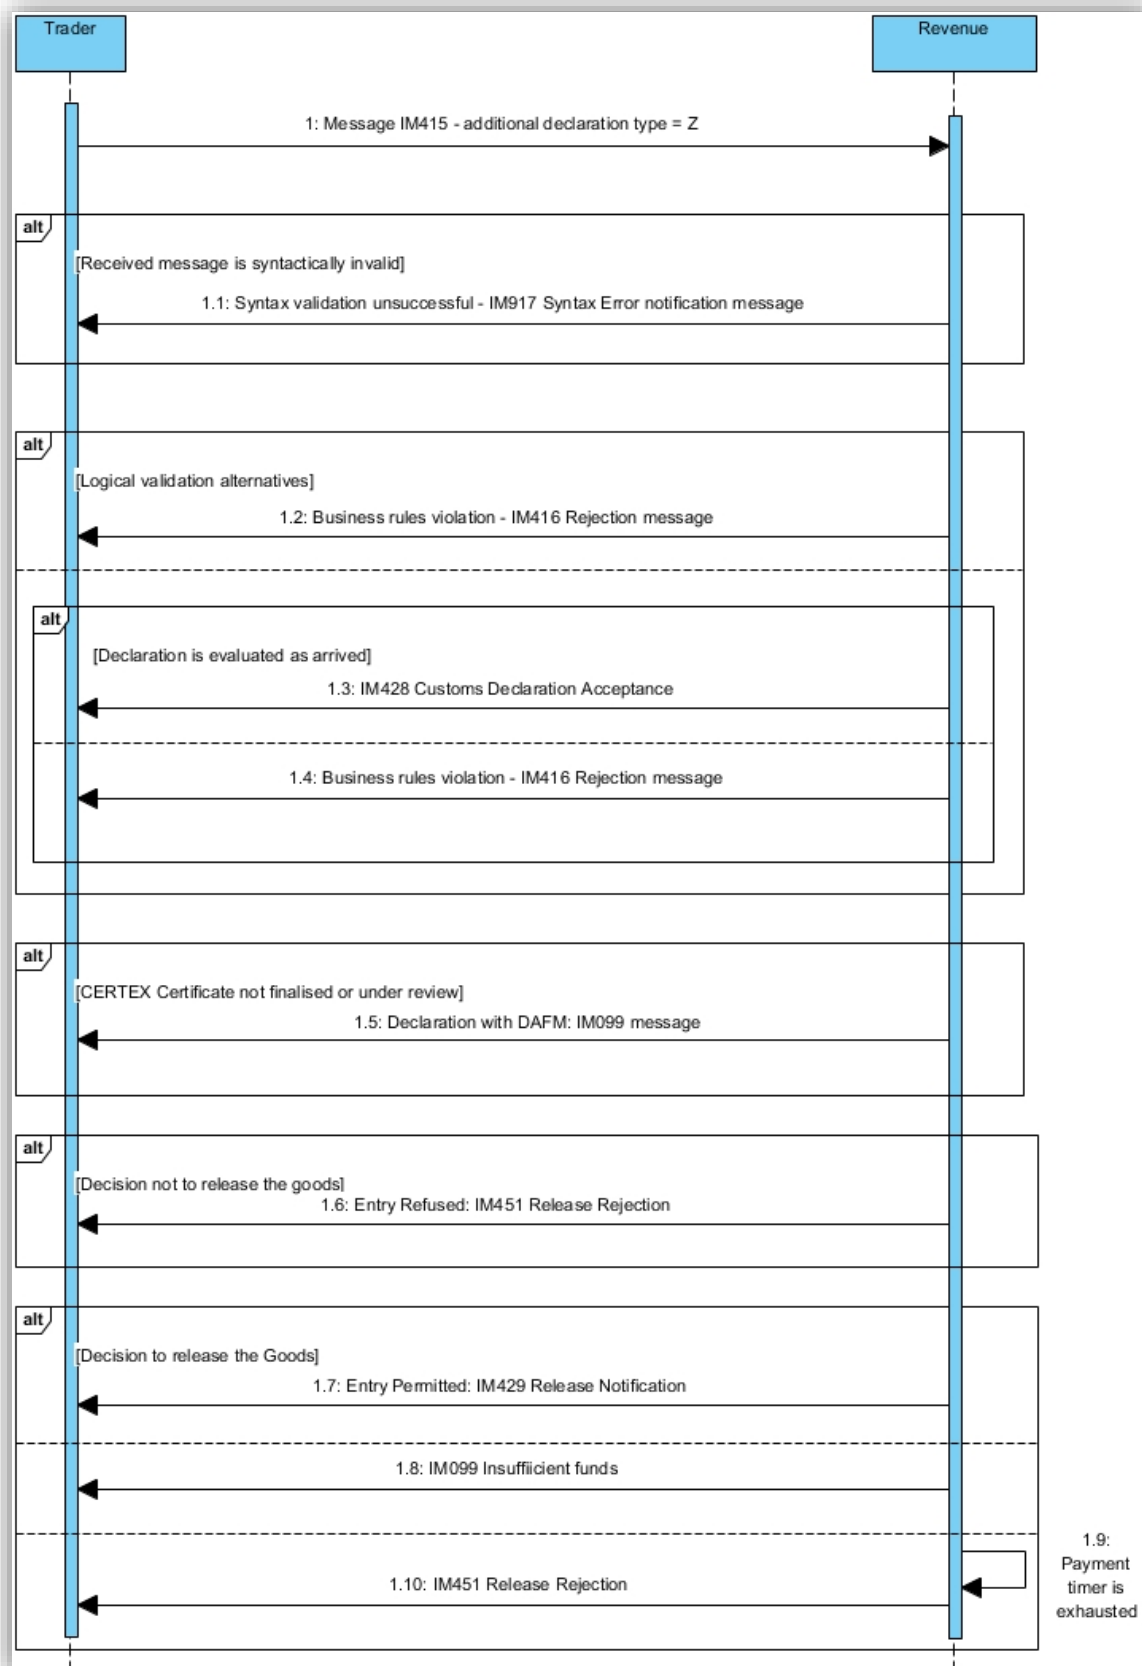 Trader
Revenue
1: Message IM415 - additional declaration type = Z
alt
[Received message is syntactically invalid]
1.1: Syntax validation unsuccessful - IM917 Syntax Error notification message
alt
[Logical validation alternatives]
1.2: Business rules violation - IM416 Rejection message
alt
[Declaration is evaluated as arrived]
1.3: IM428 Customs Declaration Acceptance
1.4: Business rules violation - IM416 Rejection message
alt
[CERTEX Certificate not finalised or under review]
1.5: Declaration with DAFM: IM099 message
alt
[Decision not to release the goods]
1.6: Entry Refused: IM451 Release Rejection
alt
[Decision to release the Goods]
1.7: Entry Permitted: IM429 Release Notification
1.8: IM099 Insuffiicient funds
1.9:
Payment
timer is
exhausted
1.10: IM451 Release Rejection